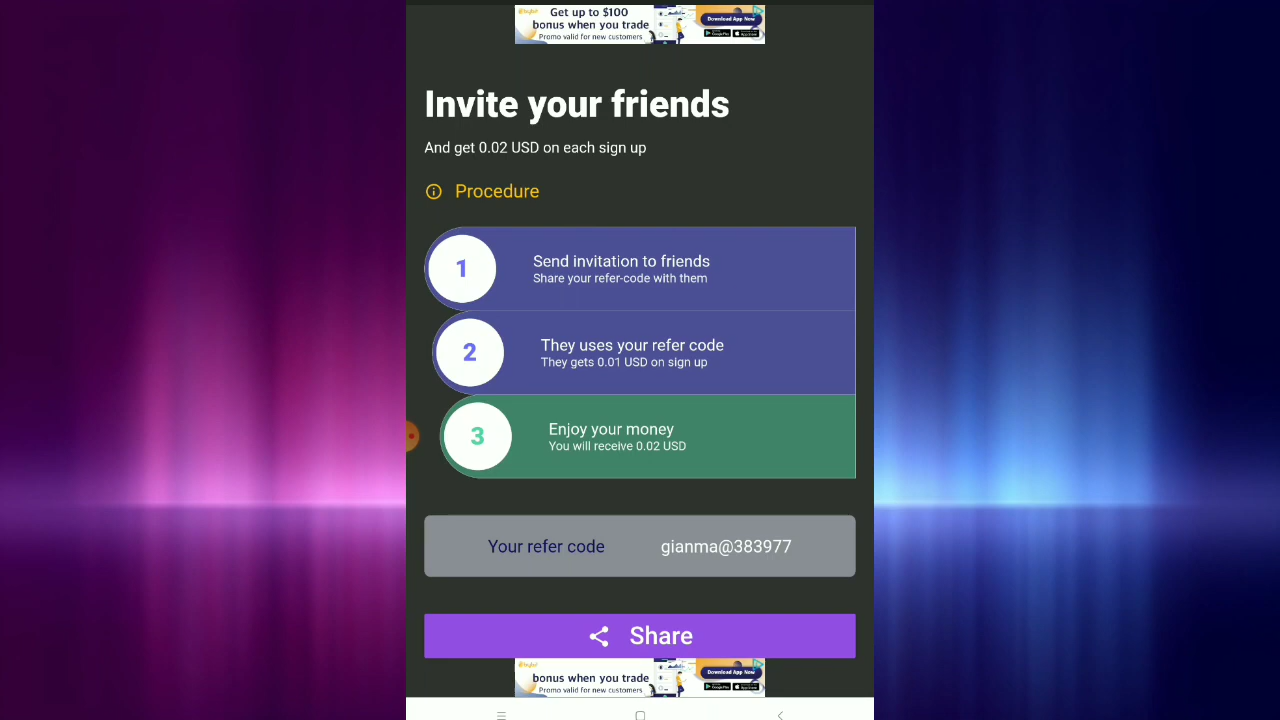 Get up to $100
bonus when you trade
Promo valid for new customers
Download App Now
Invite your friends
And get 0.02 USD on each sign up
Procedure
1
Send invitation to friends
Share your refer-code with them
2
They uses your refer code
They gets 0.01 USD on sign up
3
Enjoy your money
You will receive 0.02 USD
Your refer code gianma@383977
Share
bonus when you trade
Promo valid for new customers
Download App Now